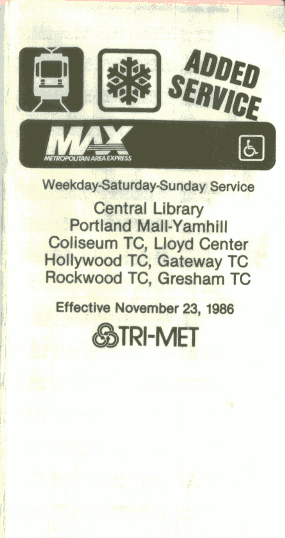 ADDED
SERVICE
MAX
METROPOLITAN AREA EXPRESS
Weekday-Saturday-Sunday Service
Central Library
Portland Mall-Yamhill
Coliseum TC, Lloyd Center
Hollywood TC, Gateway TC
Rockwood TC, Gresham TC
Effective November 23, 1986
TRI-MET